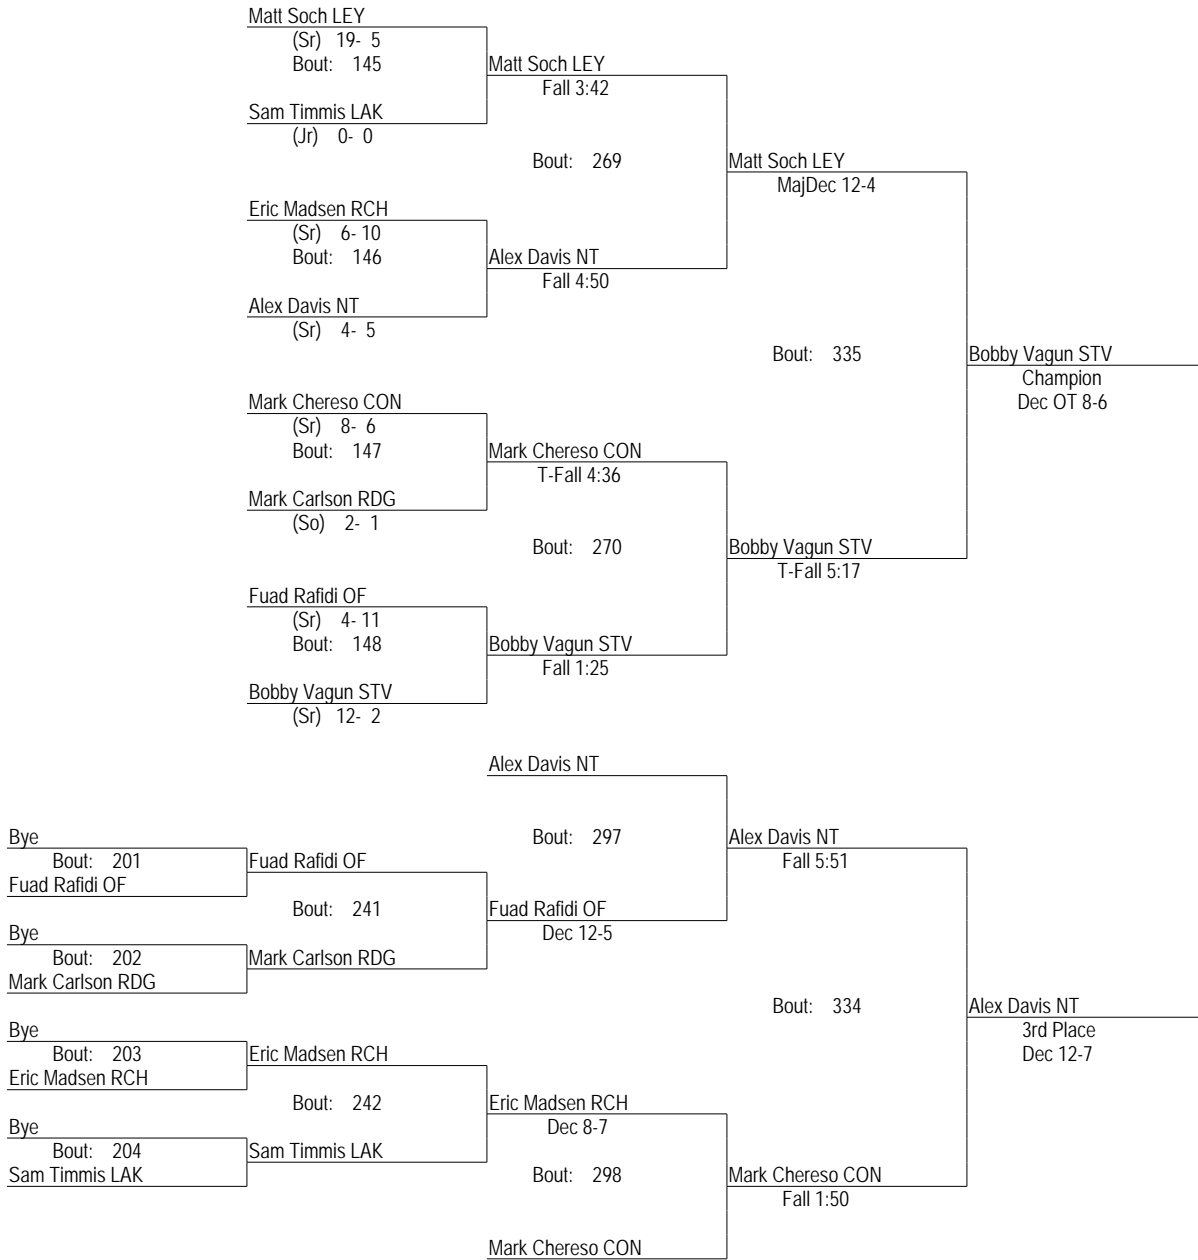 Matt Soch LEY
(Sr) 19- 5
Bout: 145
Matt Soch LEY
Fall 3:42
Sam Timmis LAK
(Jr) 0- 0
Bout: 269
Matt Soch LEY
MajDec 12-4
Eric Madsen RCH
(Sr) 6- 10
Bout: 146
Alex Davis NT
Fall 4:50
Alex Davis NT
(Sr) 4- 5
Bout: 335
Bobby Vagun STV
Champion
Dec OT 8-6
Mark Chereso CON
(Sr) 8- 6
Bout: 147
Mark Chereso CON
T-Fall 4:36
Mark Carlson RDG
(So) 2- 1
Bout: 270
Bobby Vagun STV
T-Fall 5:17
Fuad Rafidi OF
(Sr) 4- 11
Bout: 148
Bobby Vagun STV
Fall 1:25
Bobby Vagun STV
(Sr) 12- 2
Alex Davis NT
Bout: 297
Alex Davis NT
Fall 5:51
Bye
Bout: 201
Fuad Rafidi OF
Fuad Rafidi OF
Bout: 241
Fuad Rafidi OF
Dec 12-5
Bye
Bout: 202
Mark Carlson RDG
Mark Carlson RDG
Bout: 334
Alex Davis NT
3rd Place
Dec 12-7
Bye
Bout: 203
Eric Madsen RCH
Eric Madsen RCH
Bout: 242
Eric Madsen RCH
Dec 8-7
Bye
Bout: 204
Sam Timmis LAK
Sam Timmis LAK
Bout: 298
Mark Chereso CON
Fall 1:50
Mark Chereso CON